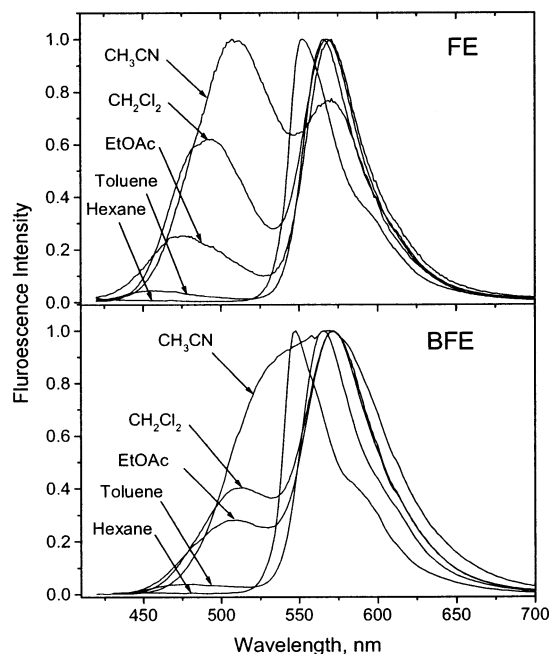 FE
1.0
0.8
0.6
0.4
0.2
0.0
CH3CN
CH2Cl2
EtOAc
Toluene
Hexane
Fluroescence Intensity
BFE
1.0
0.8
0.6
0.4
0.2
0.0
CH3CN
CH2Cl2
EtOAc
Toluene
Hexane
450 500 550 600 650 700
Wavelength, nm